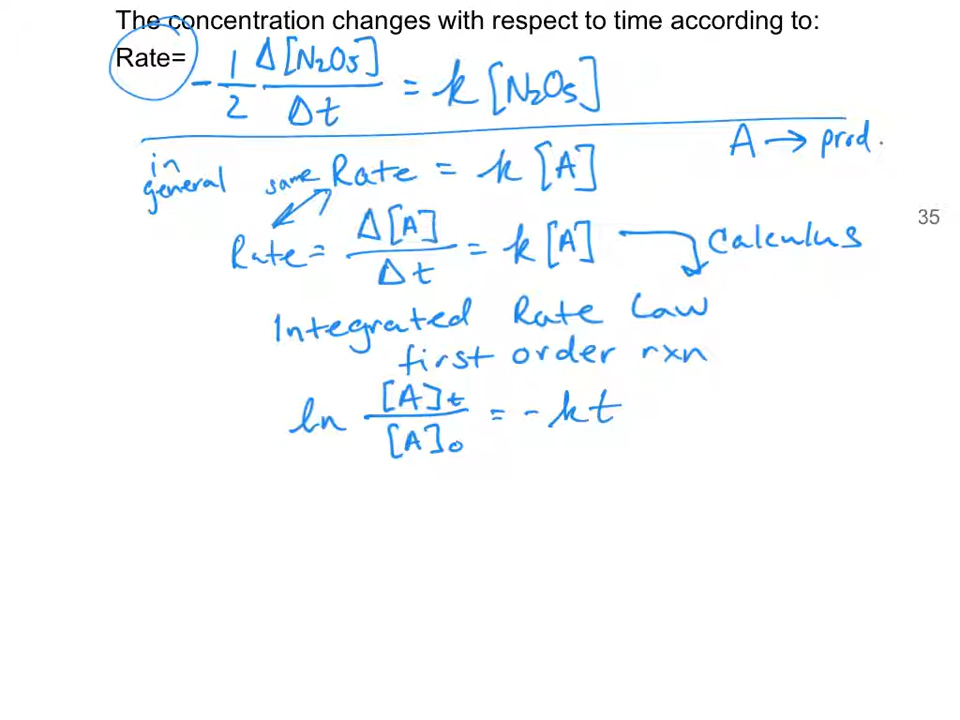 The concentration changes with respect to time according to:
Rate= -1/2 Δ[N₂O₅]/Δt = k [N₂O₅]
A → prod.
in general same Rate = k [A]
35
Rate = Δ[A]/Δt = k [A] → Calculus
Integrated Rate Law
first order rxn
ln [A]t/[A]₀ = -kt